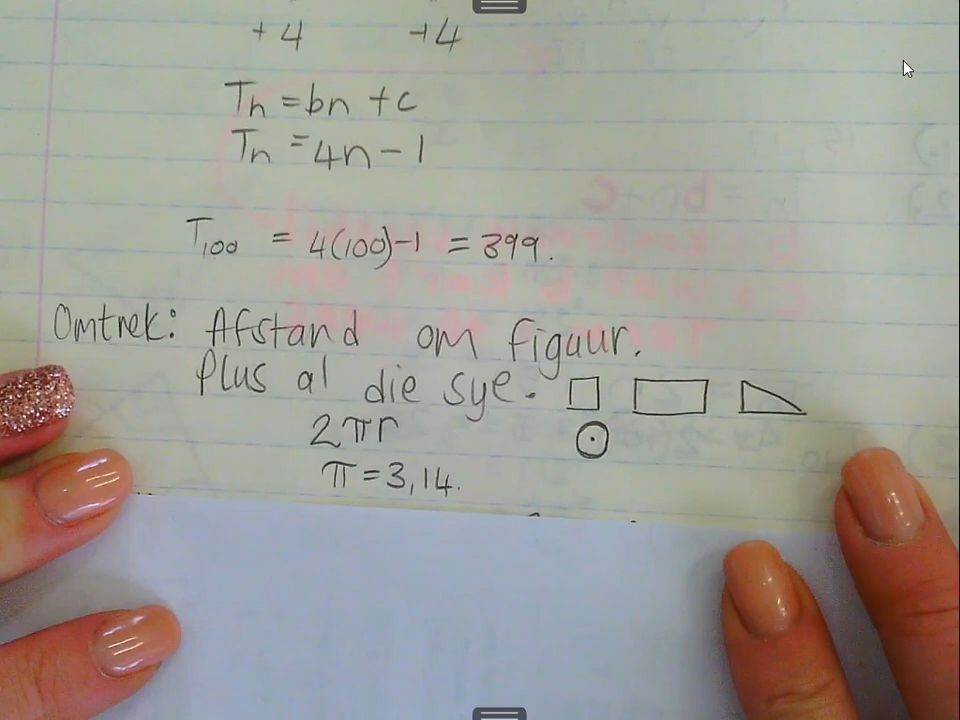 +4 +4
Tn = bn + c
Tn = 4n − 1
T100 = 4(100)−1 = 399.
Omtrek: Afstand om figuur.
Plus al die sye.
2πr
π = 3,14.